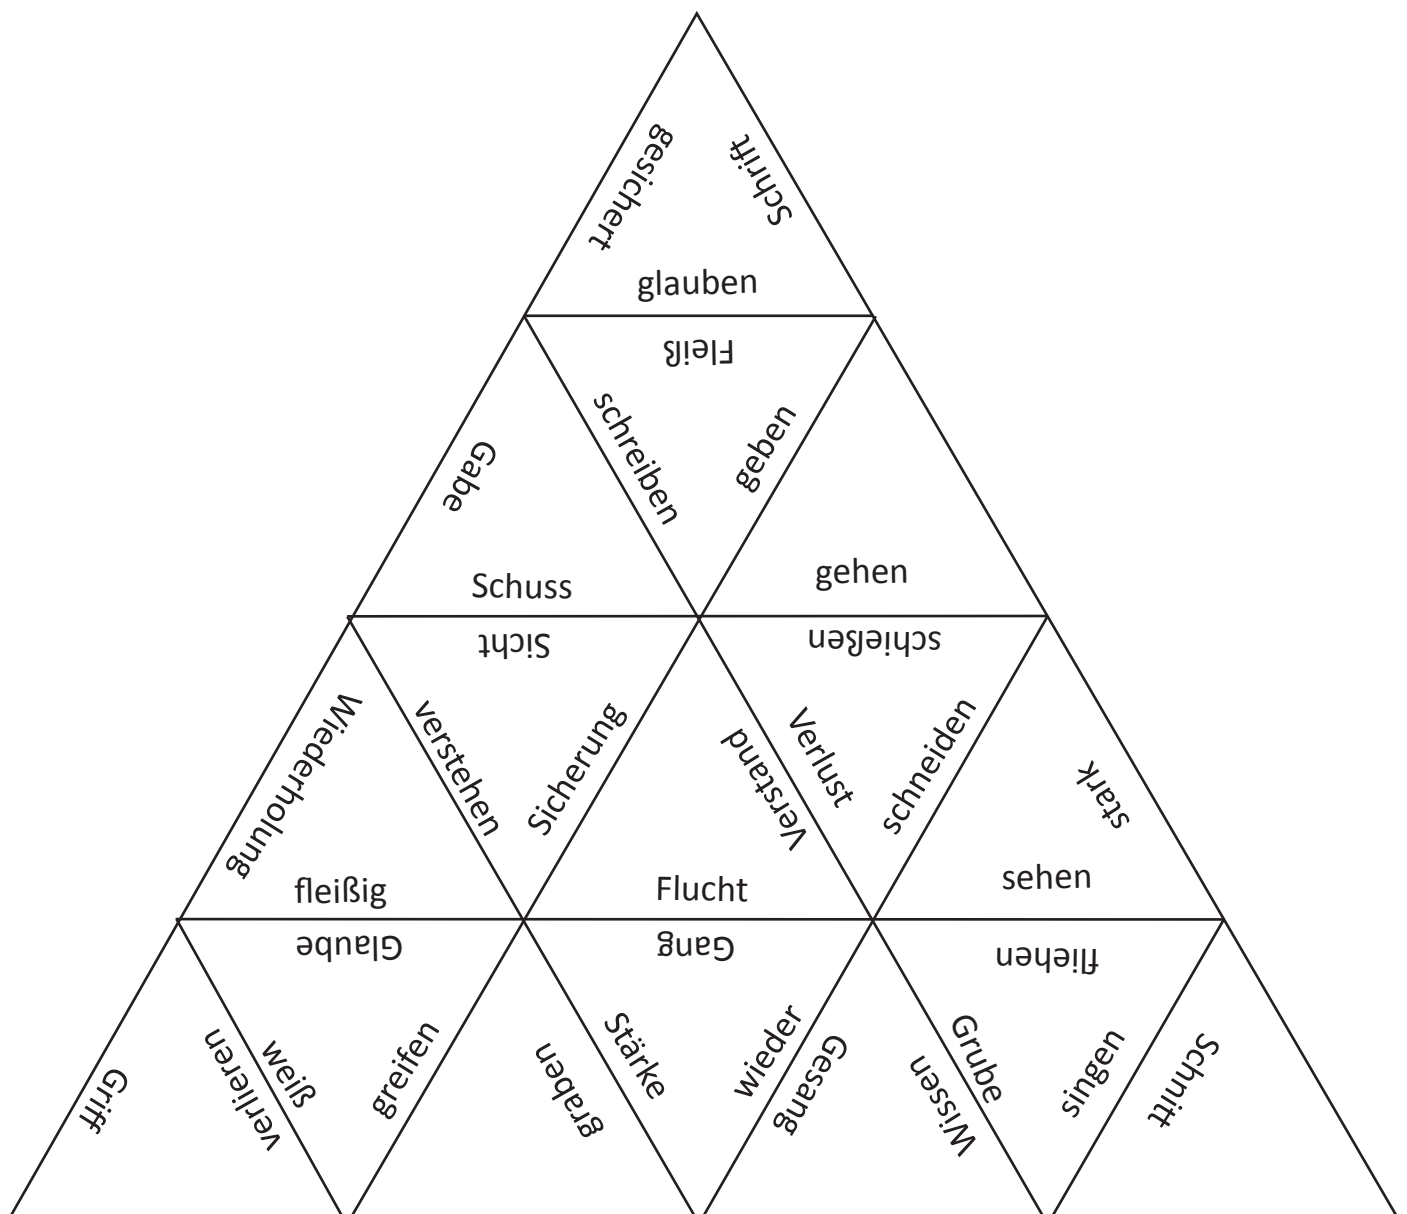 gesichert
Schrift
glauben
Fleiß
schreiben
geben
Gabe
Schuss
gehen
Sicht
schießen
Wiederholung
verstehen
Sicherung
Verstand
Verlust
schneiden
stark
fleißig
Flucht
sehen
Glaube
Gang
fliehen
Griff
verlieren
weiß
greifen
graben
Stärke
wieder
Gesang
Wissen
Grube
singen
Schnitt